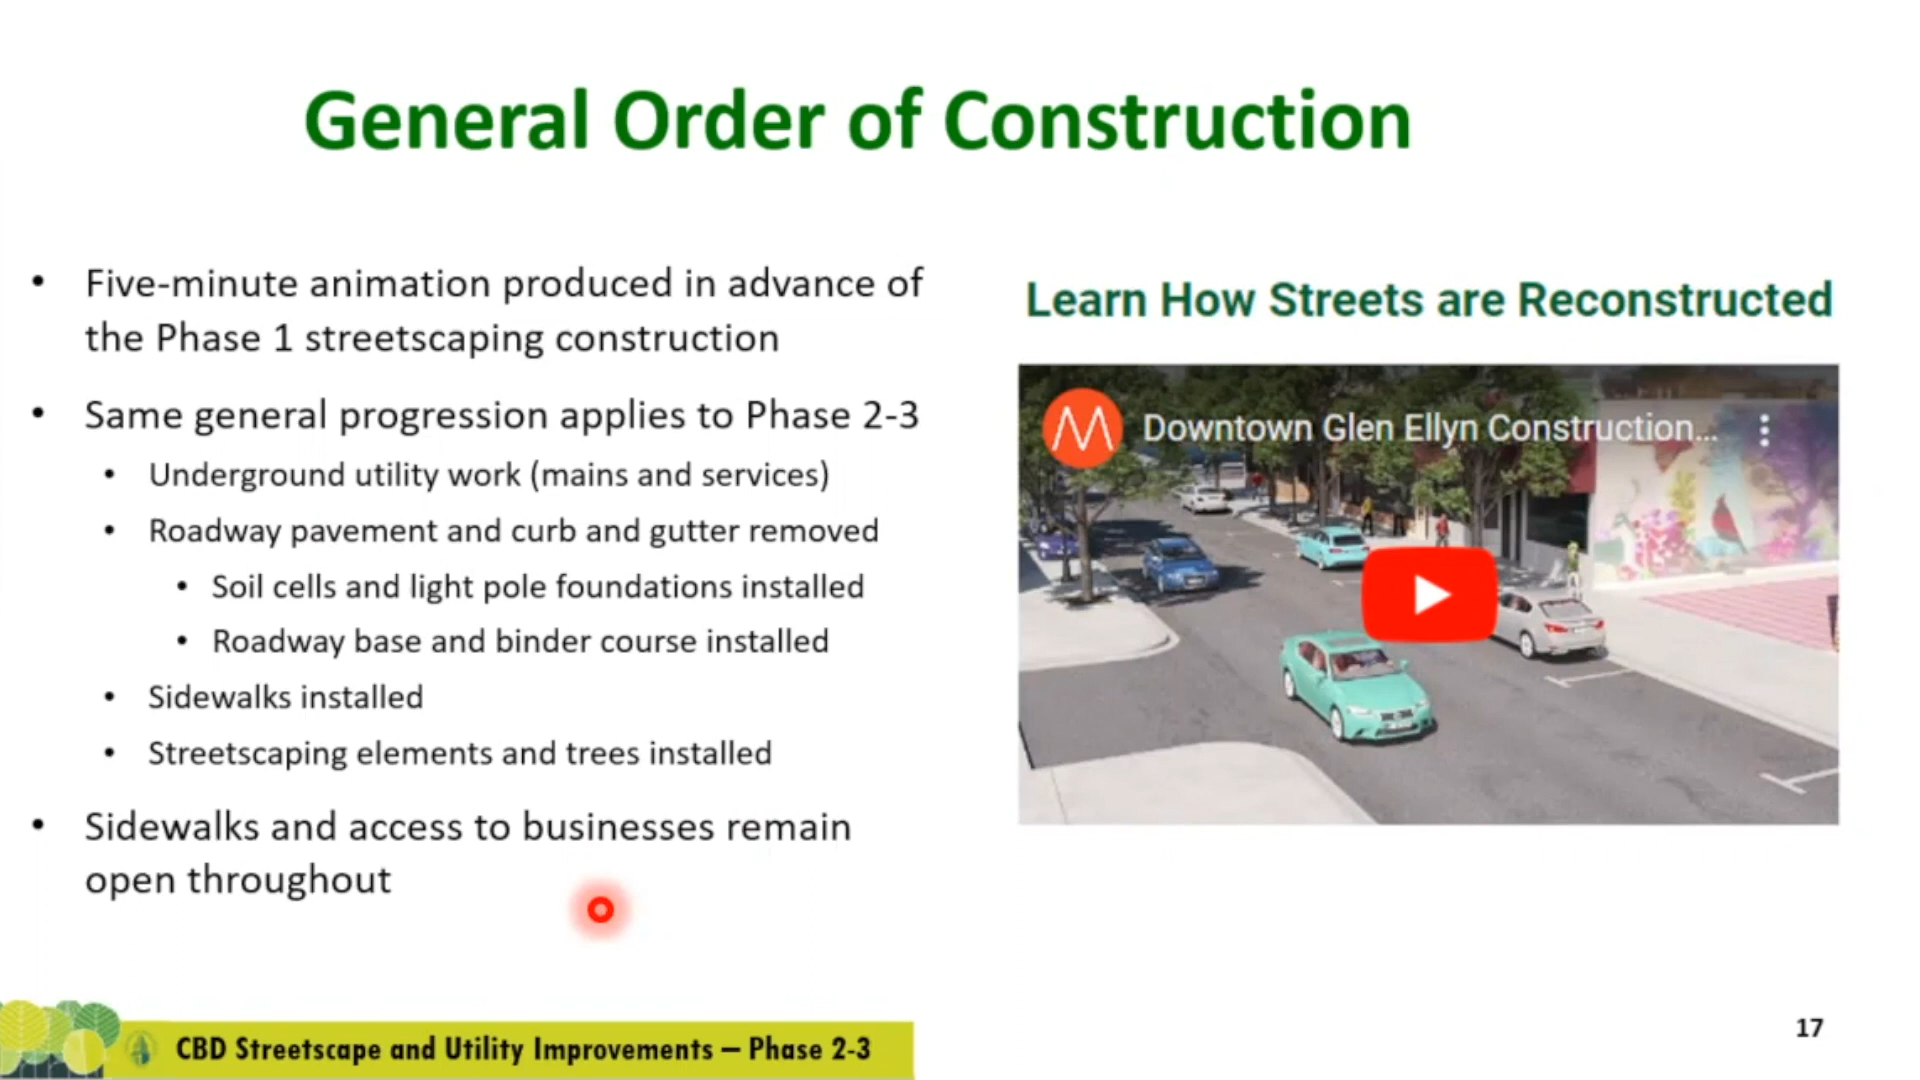 General Order of Construction
• Five-minute animation produced in advance of
the Phase 1 streetscaping construction
• Same general progression applies to Phase 2-3
• Underground utility work (mains and services)
• Roadway pavement and curb and gutter removed
• Soil cells and light pole foundations installed
• Roadway base and binder course installed
• Sidewalks installed
• Streetscaping elements and trees installed
• Sidewalks and access to businesses remain
open throughout
Learn How Streets are Reconstructed
Downtown Glen Ellyn Construction...
CBD Streetscape and Utility Improvements – Phase 2-3
17